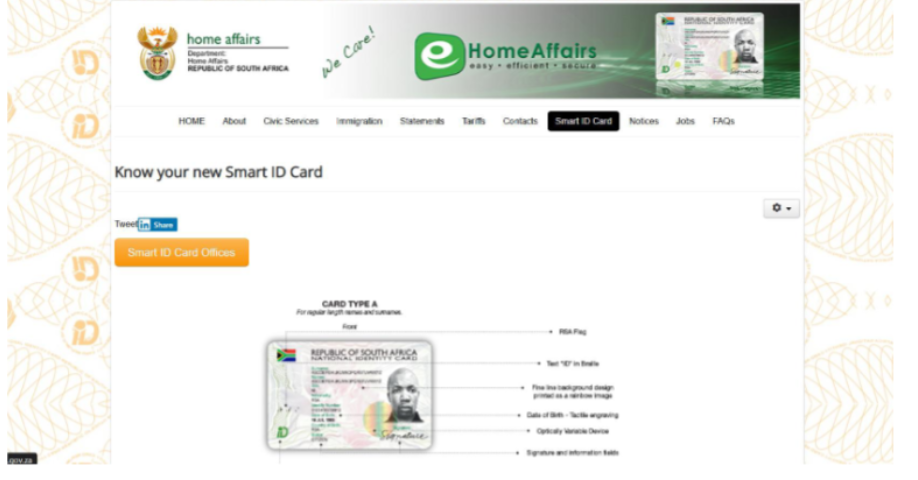 home affairs
Department:
Home Affairs
REPUBLIC OF SOUTH AFRICA
We Care!
eHomeAffairs
easy • efficient • secure
REPUBLIC OF SOUTH AFRICA
HOME About Civic Services Immigration Statements Tariffs Contacts Smart ID Card Notices Jobs FAQs
Know your new Smart ID Card
Tweet in Share
Smart ID Card Offices
CARD TYPE A
For regular length names and surnames.
Front
RSA Flag
REPUBLIC OF SOUTH AFRICA
NATIONAL IDENTITY CARD
Text "ID" in Braille
Fine line background design
printed as a rainbow image
Date of Birth - Tactile engraving
Optically Variable Device
iD
Signature
Signature and information fields
gov.za